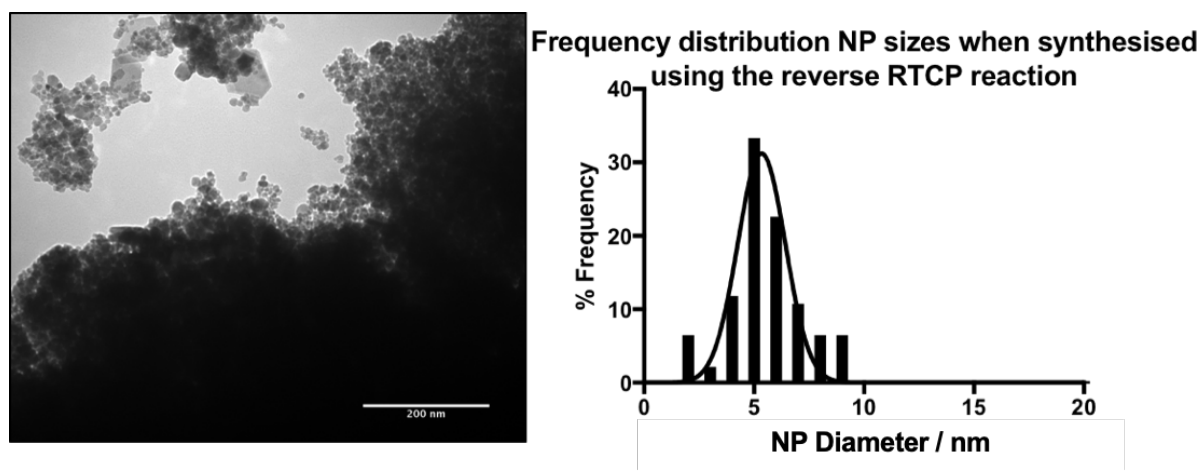 200 nm
Frequency distribution NP sizes when synthesised
using the reverse RTCP reaction
40
30
20
10
0
% Frequency
0 5 10 15 20
NP Diameter / nm